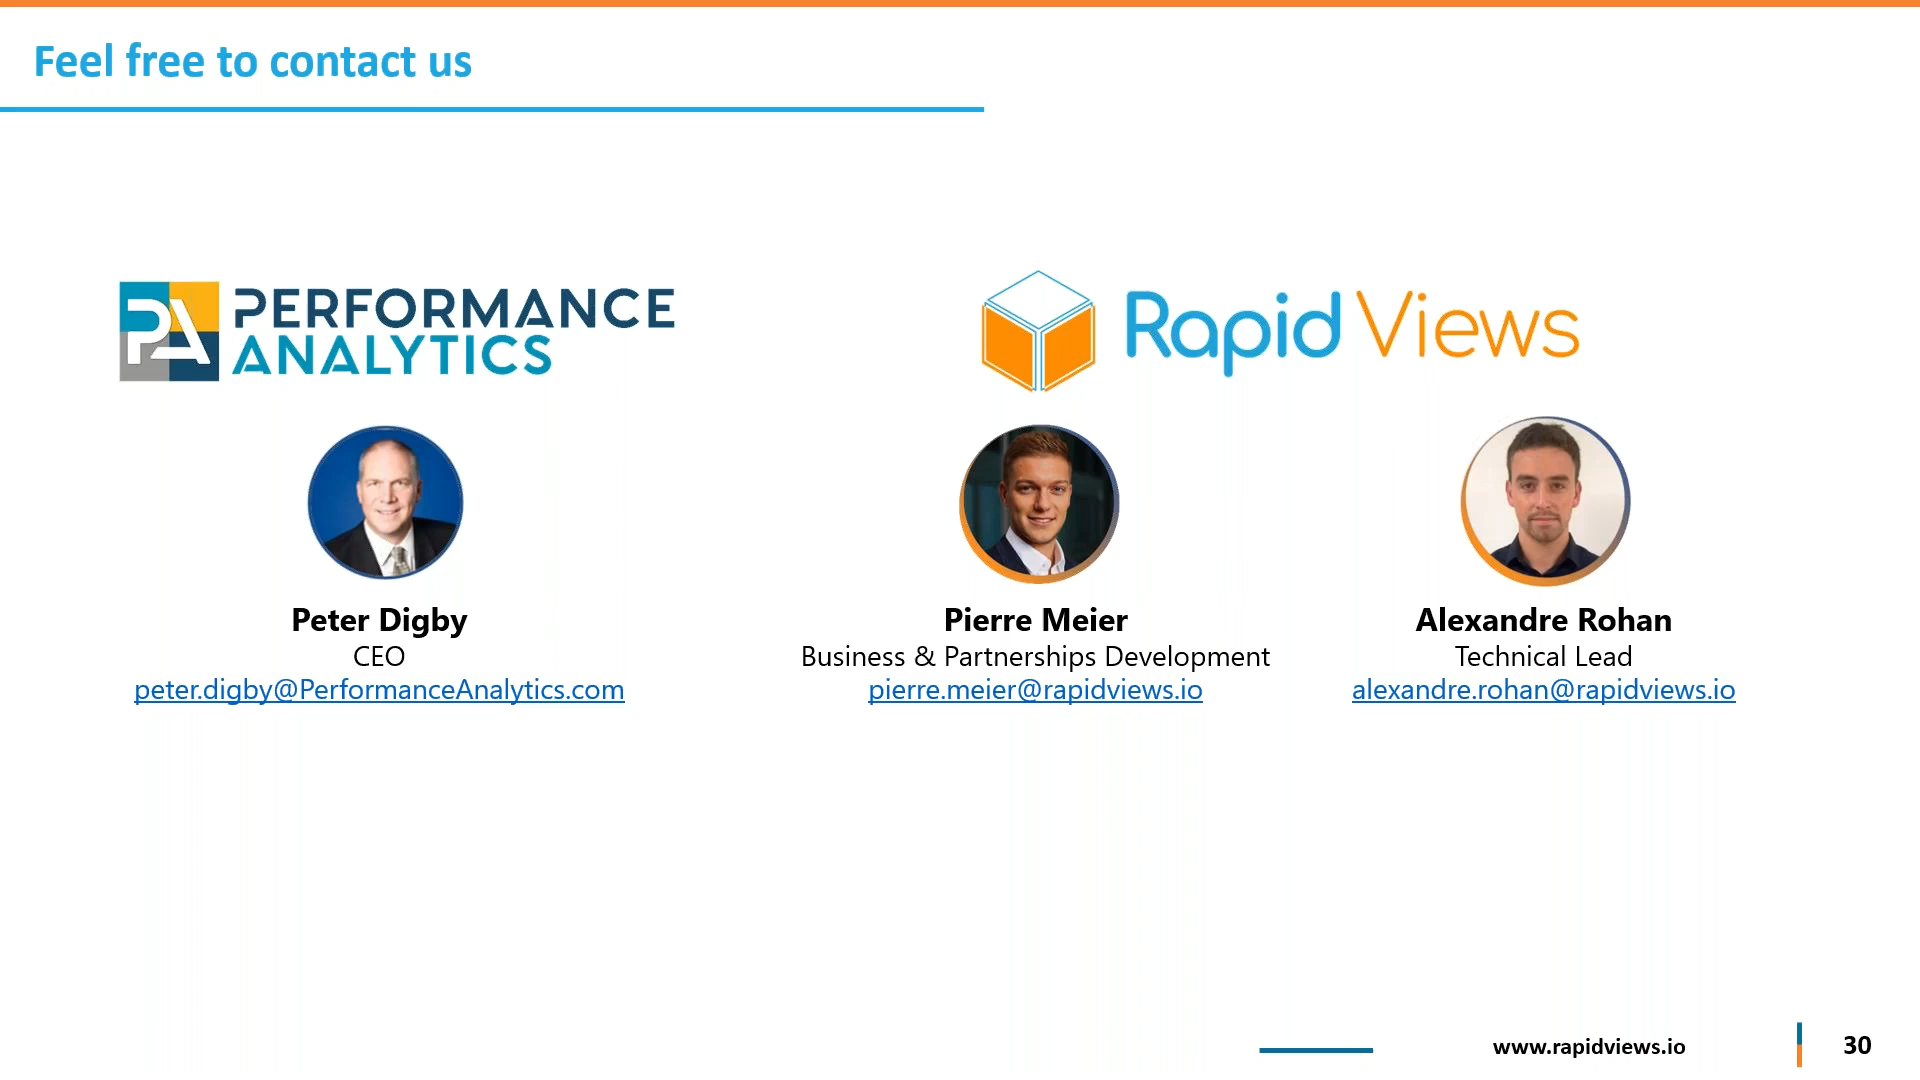 Feel free to contact us
PA
PERFORMANCE
ANALYTICS
Rapid Views
Peter Digby
CEO
peter.digby@PerformanceAnalytics.com
Pierre Meier
Business & Partnerships Development
pierre.meier@rapidviews.io
Alexandre Rohan
Technical Lead
alexandre.rohan@rapidviews.io
www.rapidviews.io
30